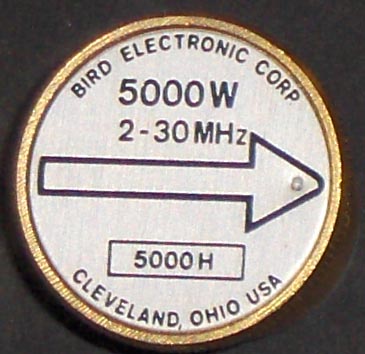 BIRD ELECTRONIC CORP
5000W
2-30MHz
5000H
CLEVELAND, OHIO USA